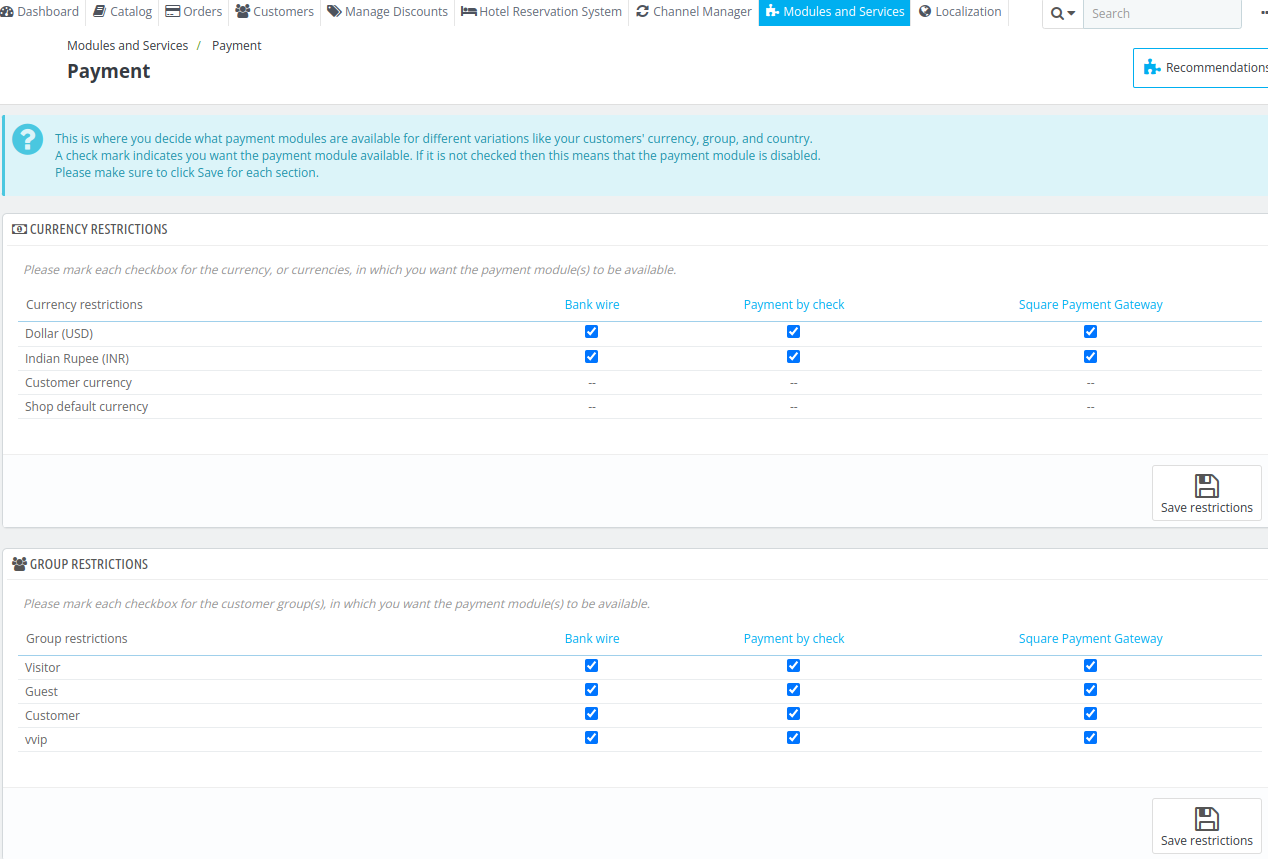 Dashboard Catalog Orders Customers Manage Discounts Hotel Reservation System Channel Manager Modules and Services Localization Search
Modules and Services / Payment
Payment
Recommendations
This is where you decide what payment modules are available for different variations like your customers' currency, group, and country.
A check mark indicates you want the payment module available. If it is not checked then this means that the payment module is disabled.
Please make sure to click Save for each section.
CURRENCY RESTRICTIONS
Please mark each checkbox for the currency, or currencies, in which you want the payment module(s) to be available.
Currency restrictions Bank wire Payment by check Square Payment Gateway
Dollar (USD)
Indian Rupee (INR)
Customer currency -- -- --
Shop default currency -- -- --
Save restrictions
GROUP RESTRICTIONS
Please mark each checkbox for the customer group(s), in which you want the payment module(s) to be available.
Group restrictions Bank wire Payment by check Square Payment Gateway
Visitor
Guest
Customer
vvip
Save restrictions